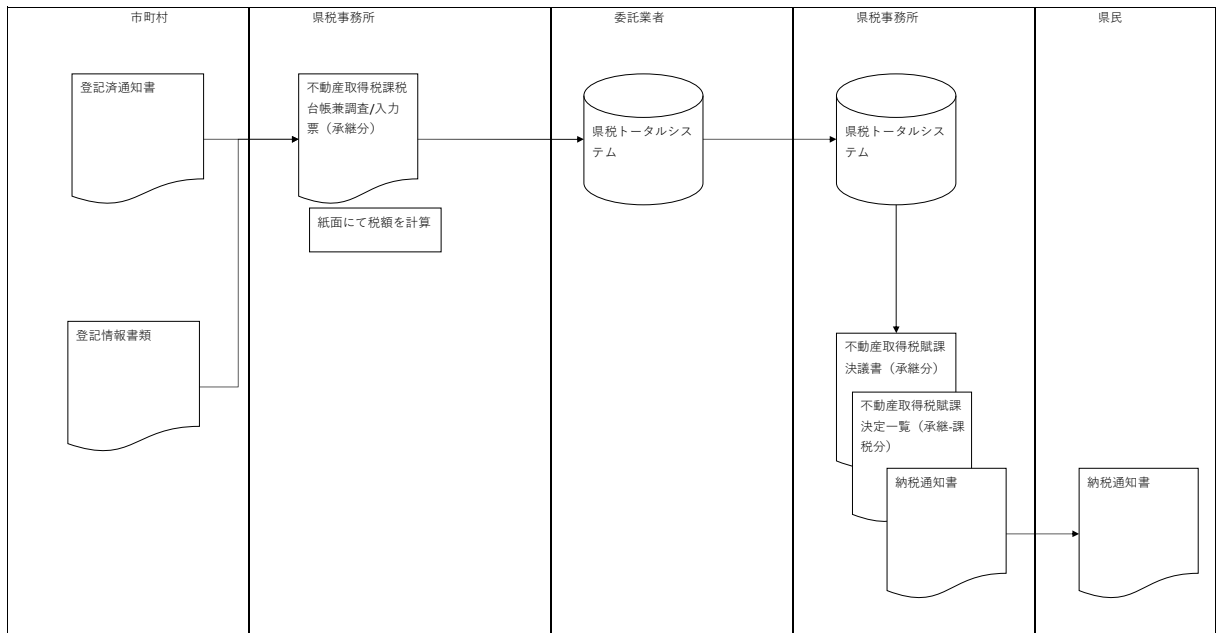 市町村
県税事務所
委託業者
県税事務所
県民
登記済通知書
不動産取得税課税
台帳兼調査/入力
票（承継分）
県税トータルシス
テム
県税トータルシス
テム
紙面にて税額を計算
登記情報書類
不動産取得税賦課
決議書（承継分）
不動産取得税賦課
決定一覧（承継-課
税分）
納税通知書
納税通知書